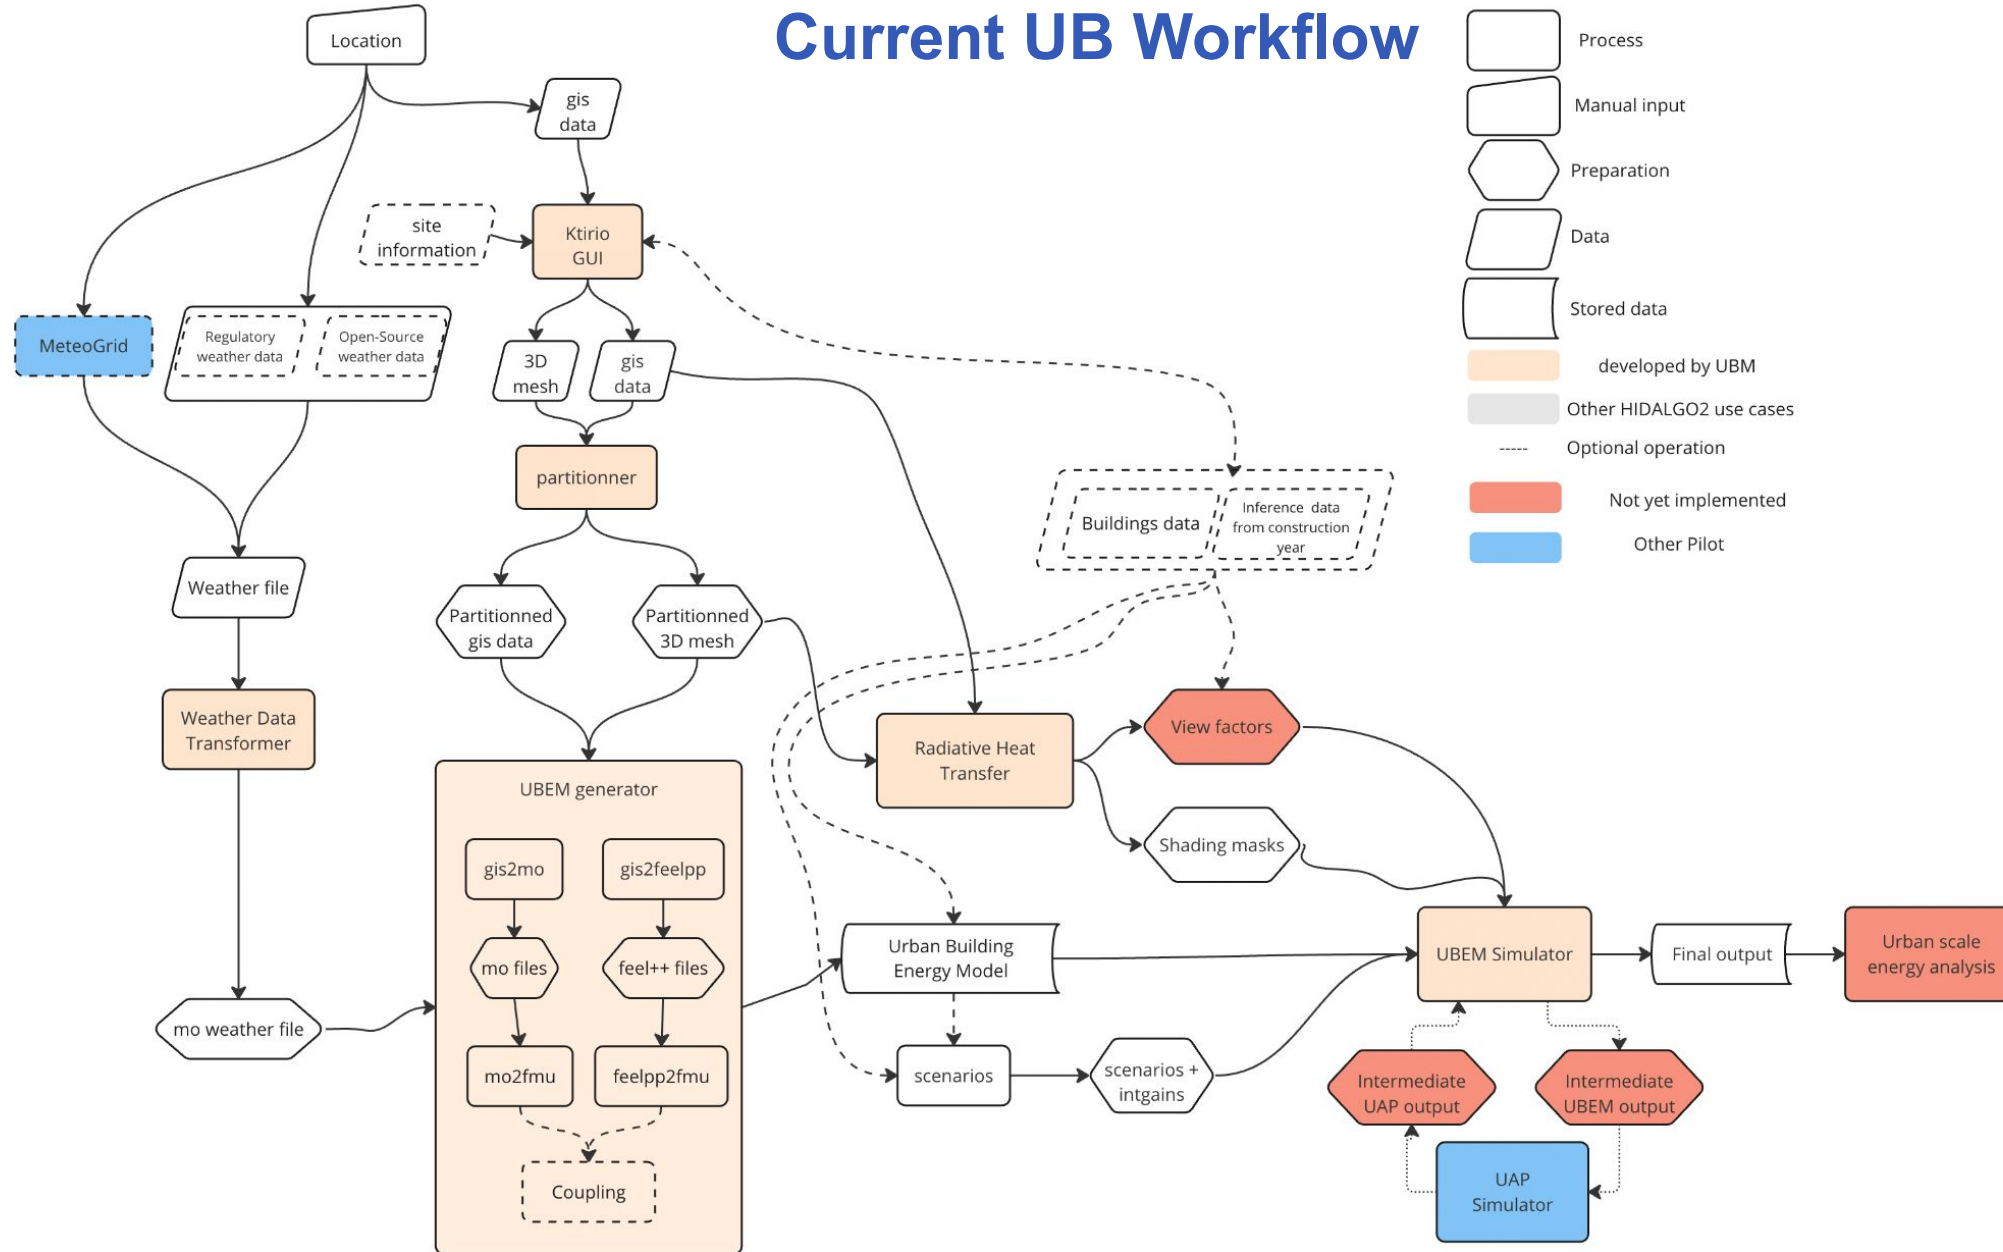 Current UB Workflow
Location
gis
data
site
information
Ktirio
GUI
MeteoGrid
Regulatory
weather data
Open-Source
weather data
3D
mesh
gis
data
partitionner
Buildings data
Inference data
from construction
year
Weather file
Partitionned
gis data
Partitionned
3D mesh
Weather Data
Transformer
Radiative Heat
Transfer
View factors
Shading masks
UBEM generator
gis2mo
gis2feelpp
mo files
feel++ files
mo2fmu
feelpp2fmu
Coupling
mo weather file
Urban Building
Energy Model
scenarios
scenarios +
intgains
UBEM Simulator
Final output
Urban scale
energy analysis
Intermediate
UAP output
Intermediate
UBEM output
UAP
Simulator
Process
Manual input
Preparation
Data
Stored data
developed by UBM
Other HIDALGO2 use cases
----- Optional operation
Not yet implemented
Other Pilot